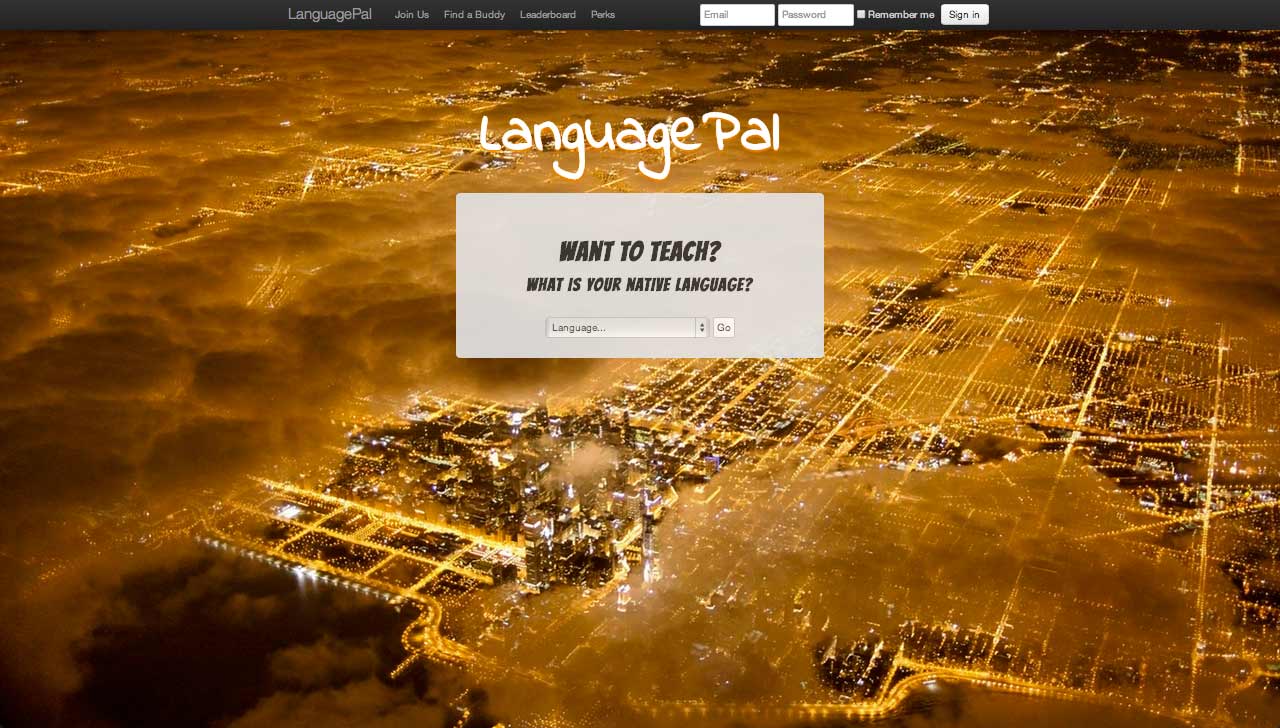 LanguagePal Join Us Find a Buddy Leaderboard Perks Email Password Remember me Sign in
Language Pal
WANT TO TEACH?
WHAT IS YOUR NATIVE LANGUAGE?
Language... Go